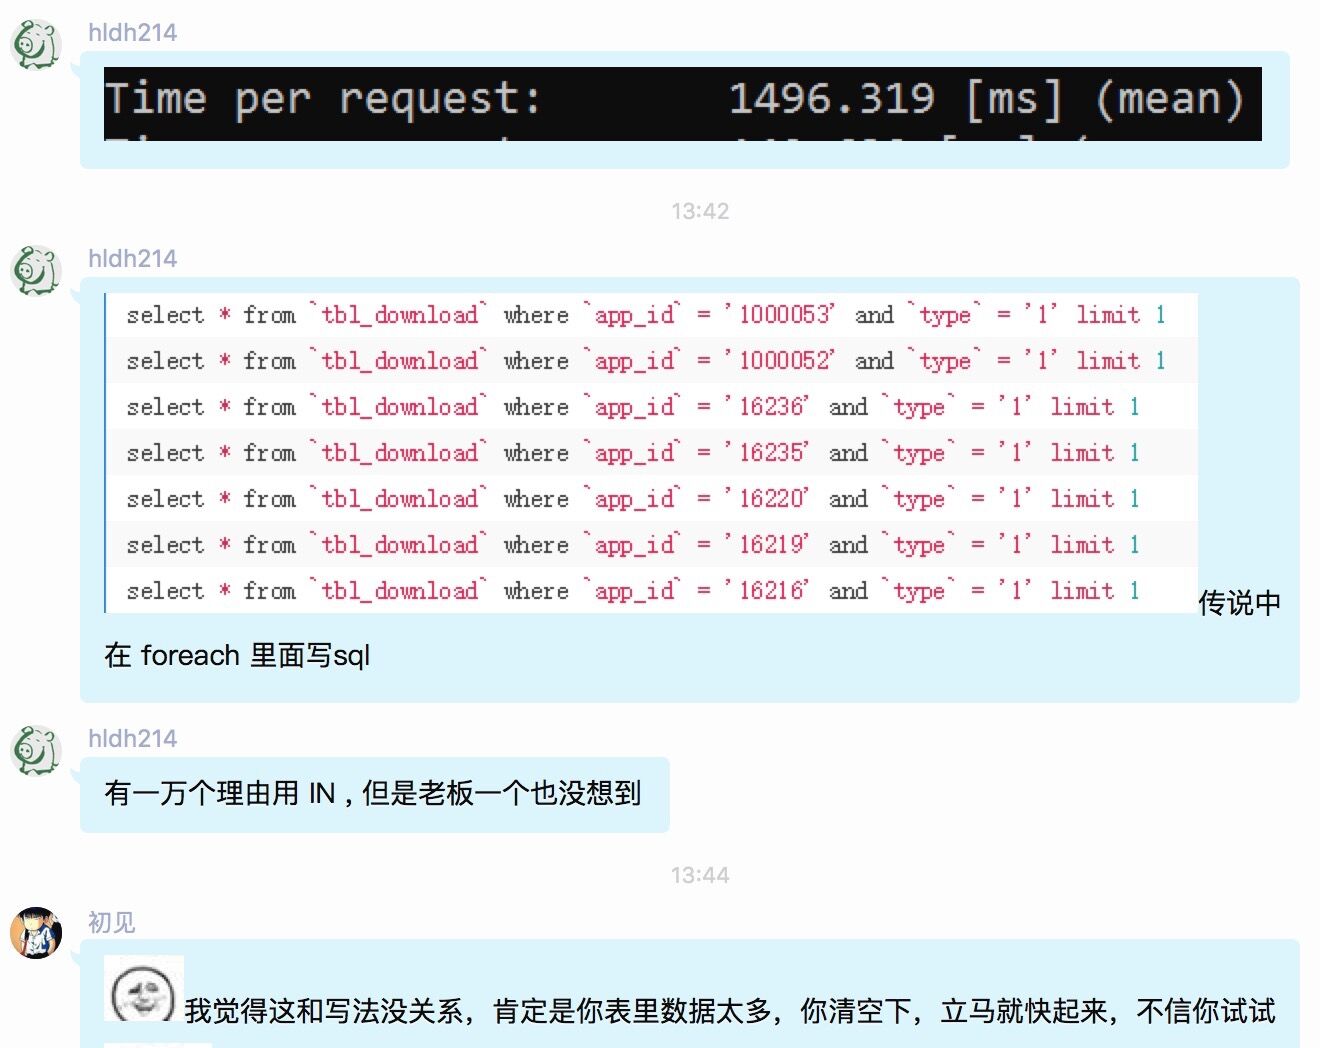 hldh214
Time per request: 1496.319 [ms] (mean)
13:42
hldh214
select * from `tbl_download` where `app_id` = '1000053' and `type` = '1' limit 1
select * from `tbl_download` where `app_id` = '1000052' and `type` = '1' limit 1
select * from `tbl_download` where `app_id` = '16236' and `type` = '1' limit 1
select * from `tbl_download` where `app_id` = '16235' and `type` = '1' limit 1
select * from `tbl_download` where `app_id` = '16220' and `type` = '1' limit 1
select * from `tbl_download` where `app_id` = '16219' and `type` = '1' limit 1
select * from `tbl_download` where `app_id` = '16216' and `type` = '1' limit 1
传说中
在 foreach 里面写sql
hldh214
有一万个理由用 IN , 但是老板一个也没想到
13:44
初见
我觉得这和写法没关系，肯定是你表里数据太多，你清空下，立马就快起来，不信你试试